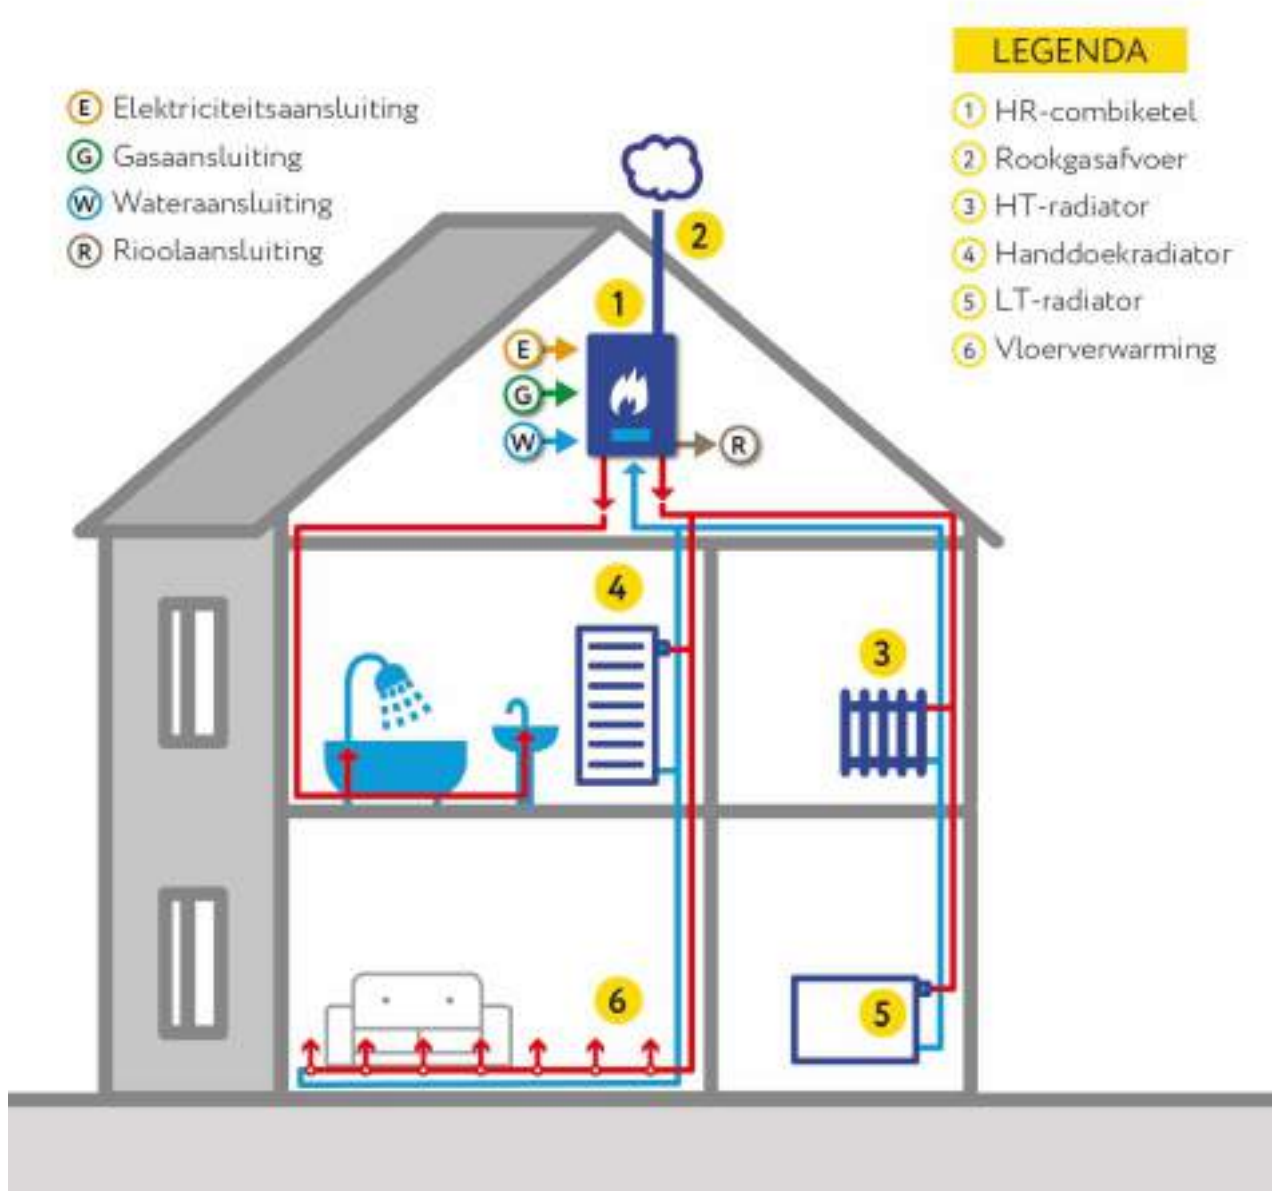 E Elektriciteitsaansluiting
G Gasaansluiting
W Wateraansluiting
R Rioolaansluiting
LEGENDA
1 HR-combiketel
2 Rookgasafvoer
3 HT-radiator
4 Handdoekradiator
5 LT-radiator
6 Vloerverwarming
2
1
E
G
W
R
4
3
6
5